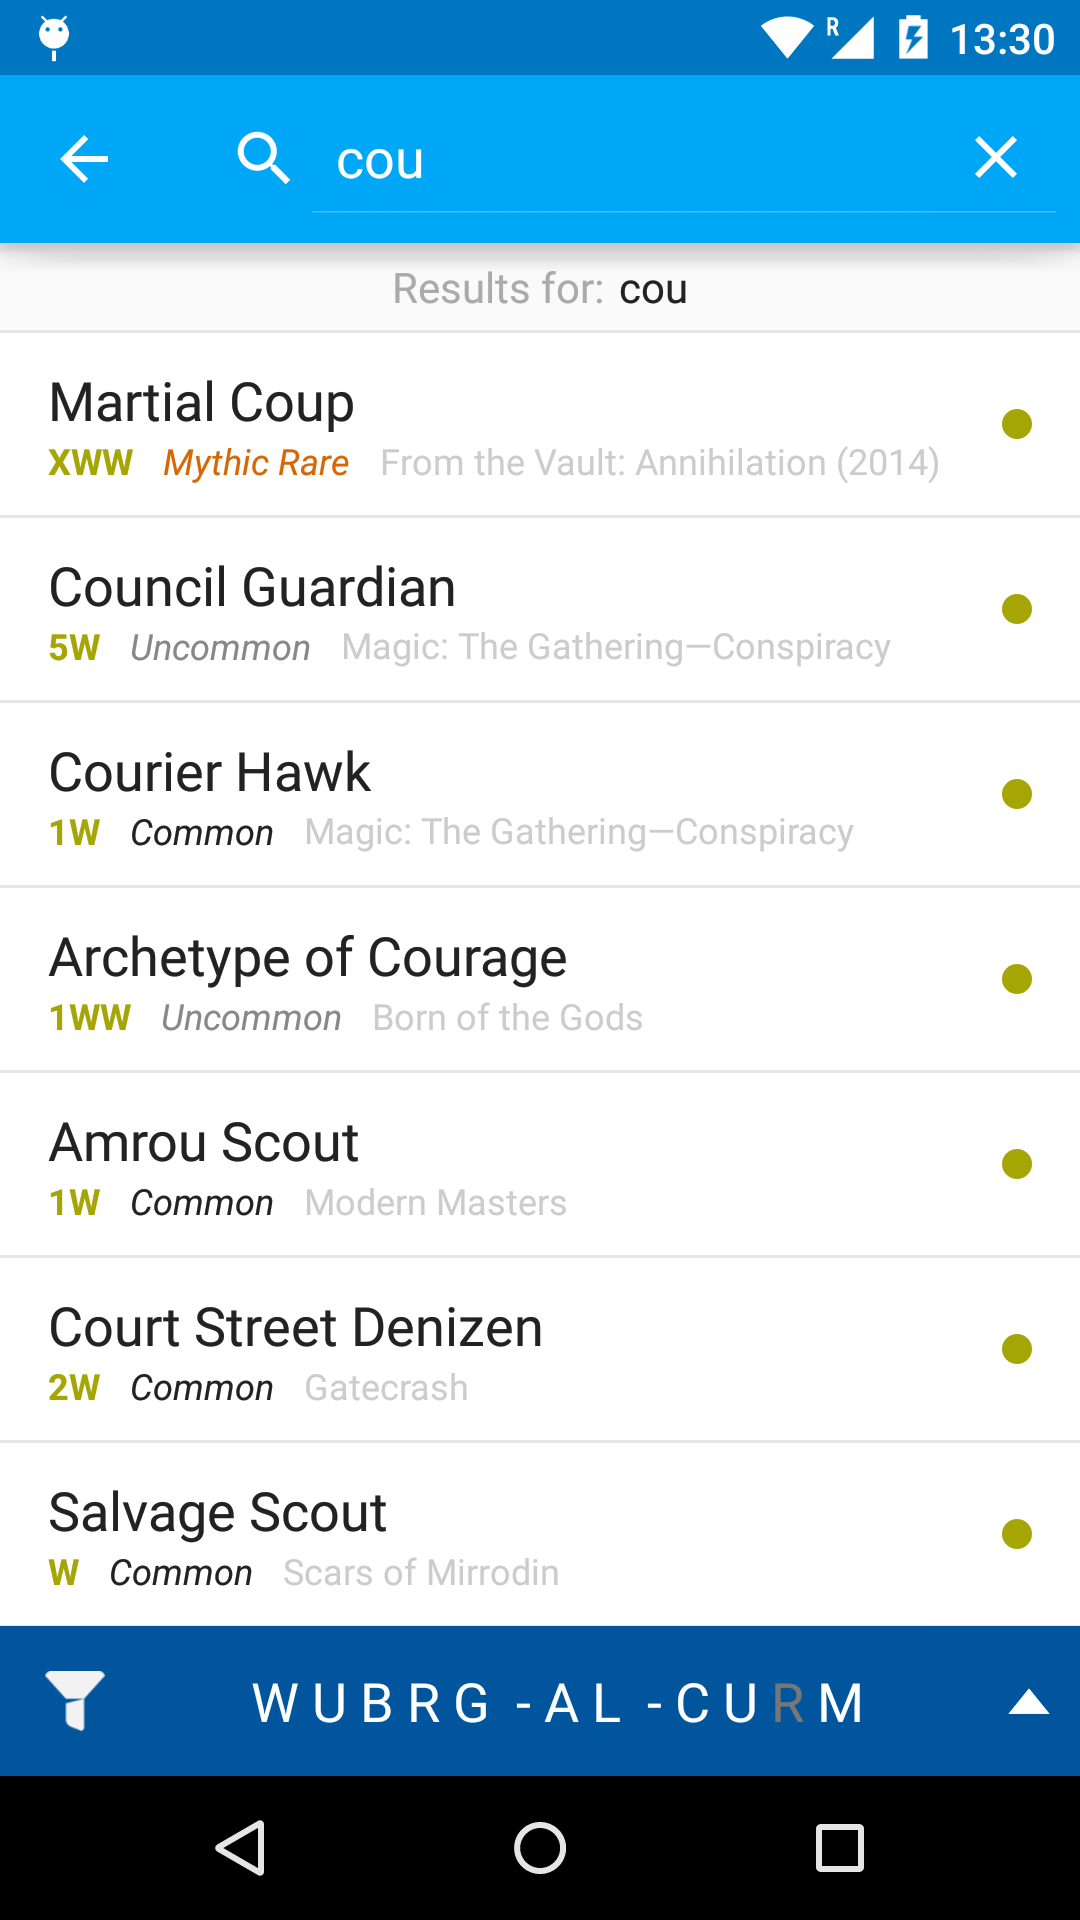 R 13:30
cou
Results for: cou
Martial Coup
XWW Mythic Rare From the Vault: Annihilation (2014)
Council Guardian
5W Uncommon Magic: The Gathering—Conspiracy
Courier Hawk
1W Common Magic: The Gathering—Conspiracy
Archetype of Courage
1WW Uncommon Born of the Gods
Amrou Scout
1W Common Modern Masters
Court Street Denizen
2W Common Gatecrash
Salvage Scout
W Common Scars of Mirrodin
W U B R G - A L - C U R M